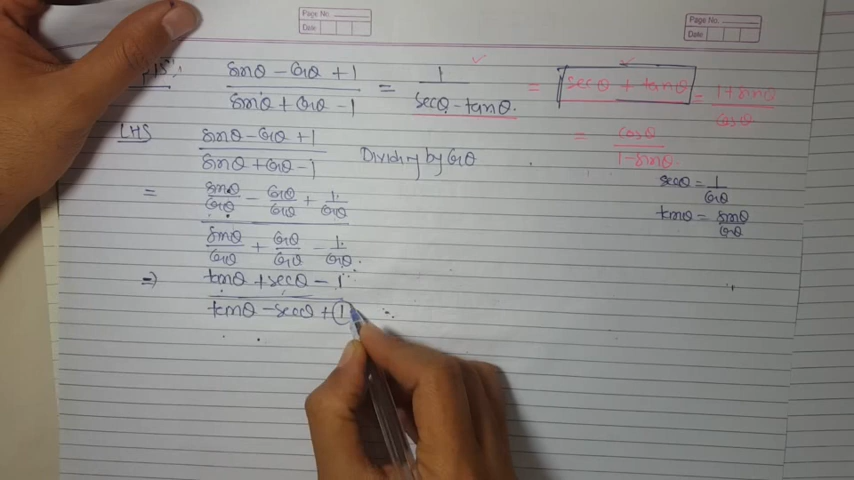 Page No.
Date
Page No.
Date
sinθ - cosθ + 1 / sinθ + cosθ - 1 = 1 / secθ - tanθ. = secθ + tanθ = 1 + sinθ / cosθ
= cosθ / 1 - sinθ.
LHS sinθ - cosθ + 1 / sinθ + cosθ - 1 Dividing by cosθ
secθ = 1 / cosθ
tanθ = sinθ / cosθ
= sinθ/cosθ - cosθ/cosθ + 1/cosθ / sinθ/cosθ + cosθ/cosθ - 1/cosθ.
⇒ tanθ + secθ - 1 / tanθ - secθ + 1